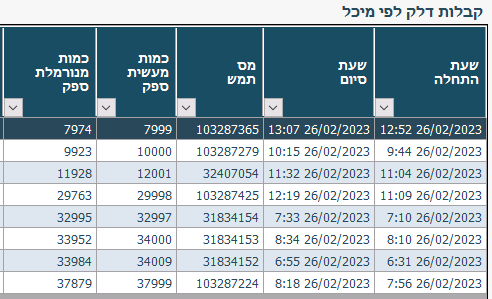 קבלות דלק לפי מיכל
שעת התחלה | שעת סיום | מס תמש | כמות מעשית ספק | כמות מנורמלת ספק
26/02/2023 12:52 | 26/02/2023 13:07 | 103287365 | 7999 | 7974
26/02/2023 9:44 | 26/02/2023 10:15 | 103287279 | 10000 | 9923
26/02/2023 11:04 | 26/02/2023 11:32 | 32407054 | 12001 | 11928
26/02/2023 11:09 | 26/02/2023 12:19 | 103287425 | 29998 | 29763
26/02/2023 7:10 | 26/02/2023 7:33 | 31834154 | 32997 | 32995
26/02/2023 8:10 | 26/02/2023 8:34 | 31834153 | 34000 | 33952
26/02/2023 6:31 | 26/02/2023 6:55 | 31834152 | 34009 | 33984
26/02/2023 7:56 | 26/02/2023 8:18 | 103287224 | 37999 | 37879